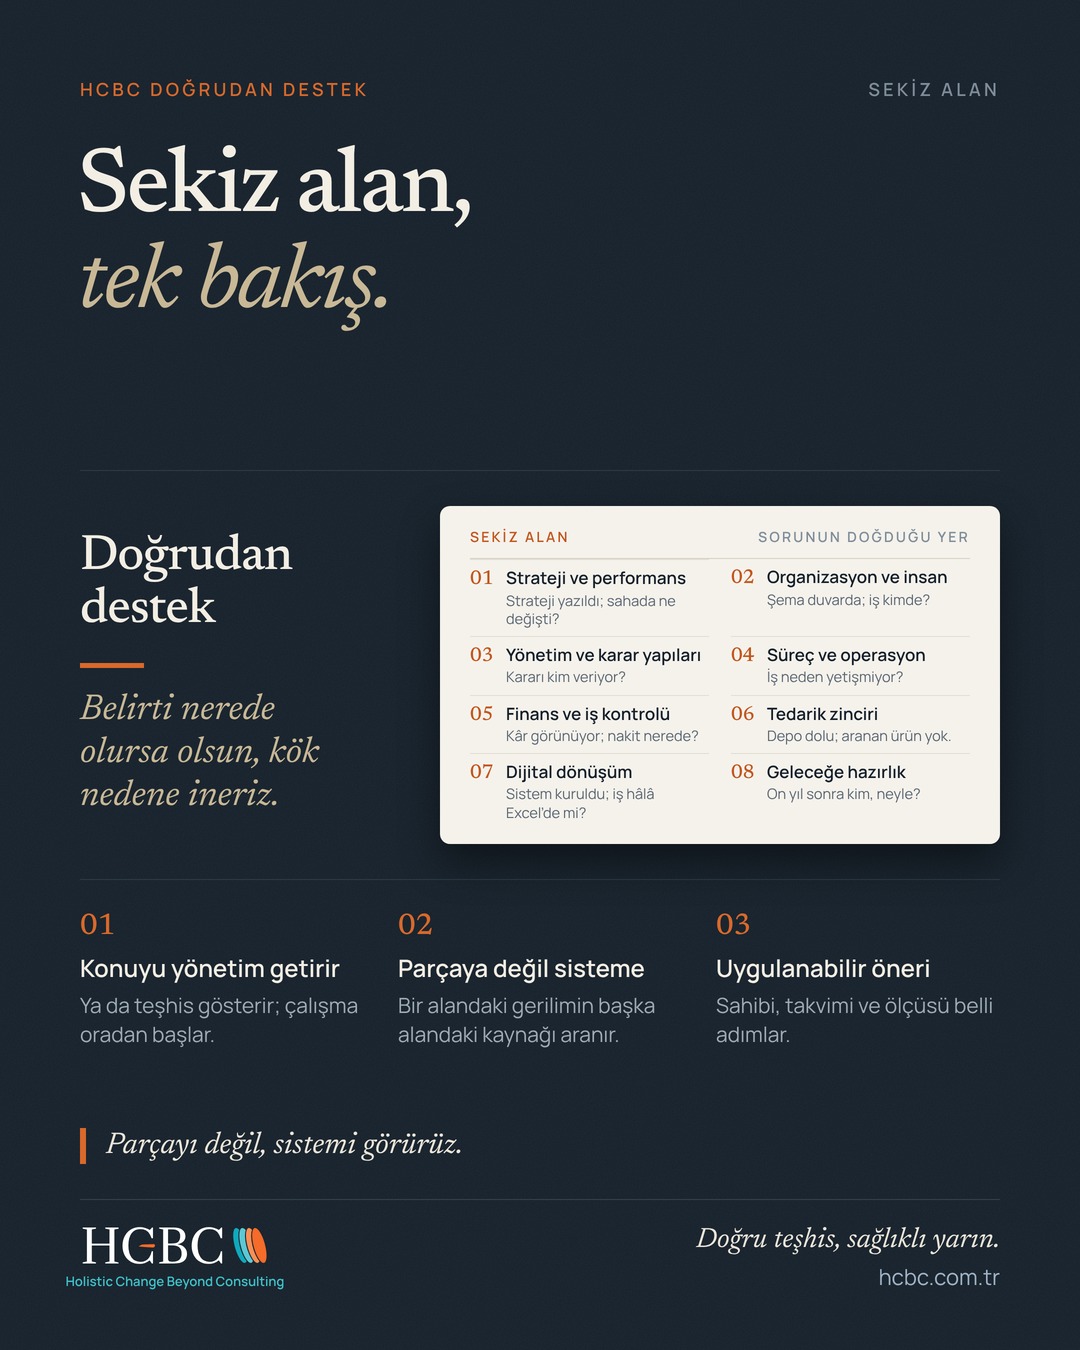 HCBC DOĞRUDAN DESTEK
SEKİZ ALAN
Sekiz alan,
tek bakış.
Doğrudan
destek
Belirti nerede
olursa olsun, kök
nedene ineriz.
SEKİZ ALAN
SORUNUN DOĞDUĞU YER
01 Strateji ve performans
Strateji yazıldı; sahada ne
değişti?
02 Organizasyon ve insan
Şema duvarda; iş kimde?
03 Yönetim ve karar yapıları
Kararı kim veriyor?
04 Süreç ve operasyon
İş neden yetişmiyor?
05 Finans ve iş kontrolü
Kâr görünüyor; nakit nerede?
06 Tedarik zinciri
Depo dolu; aranan ürün yok.
07 Dijital dönüşüm
Sistem kuruldu; iş hâlâ
Excel'de mi?
08 Geleceğe hazırlık
On yıl sonra kim, neyle?
01
Konuyu yönetim getirir
Ya da teşhis gösterir; çalışma
oradan başlar.
02
Parçaya değil sisteme
Bir alandaki gerilimin başka
alandaki kaynağı aranır.
03
Uygulanabilir öneri
Sahibi, takvimi ve ölçüsü belli
adımlar.
Parçayı değil, sistemi görürüz.
HCBC
Holistic Change Beyond Consulting
Doğru teşhis, sağlıklı yarın.
hcbc.com.tr